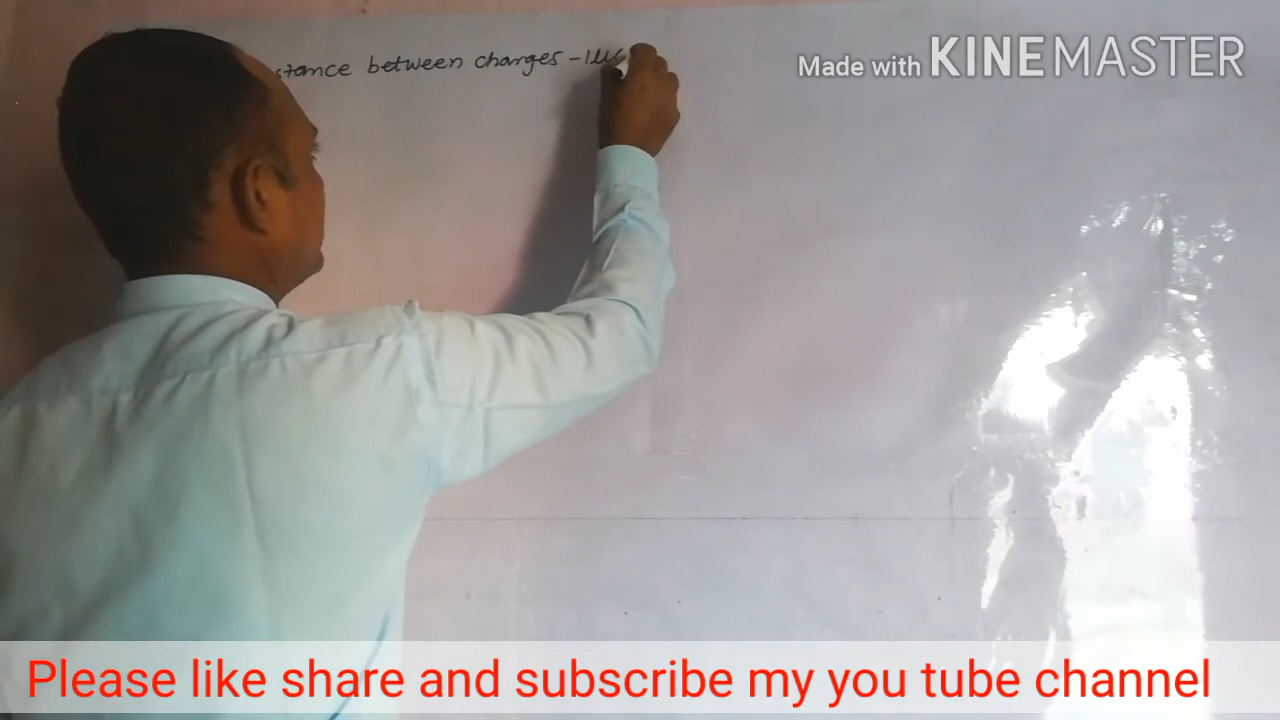 stance between charges -
Made with KINEMASTER
Please like share and subscribe my you tube channel